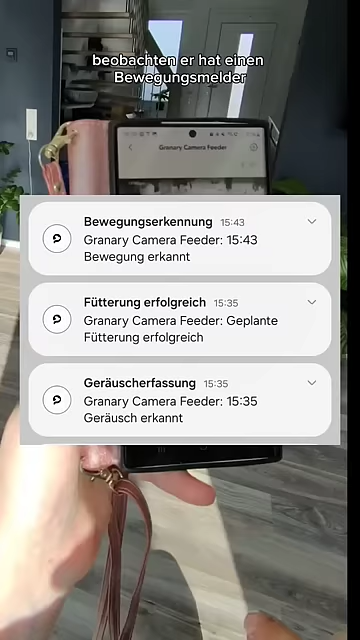 beobachten er hat einen
Bewegungsmelder
Granary Camera Feeder
Bewegungserkennung 15:43
Granary Camera Feeder: 15:43
Bewegung erkannt
Fütterung erfolgreich 15:35
Granary Camera Feeder: Geplante
Fütterung erfolgreich
Geräuscherfassung 15:35
Granary Camera Feeder: 15:35
Geräusch erkannt